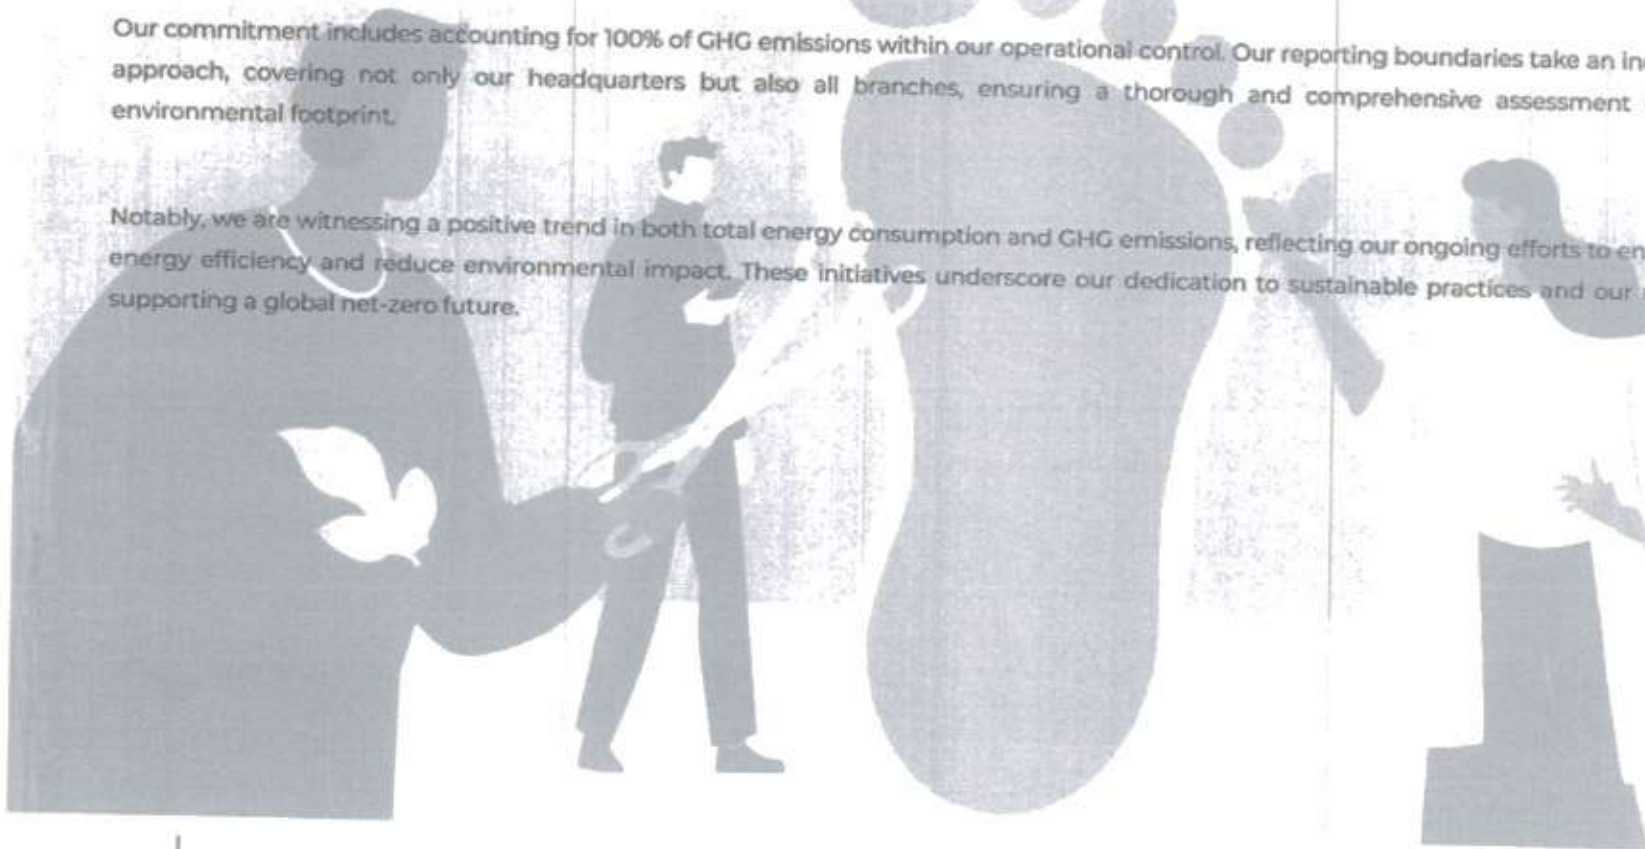 Our commitment includes accounting for 100% of GHG emissions within our operational control. Our reporting boundaries take an
approach, covering not only our headquarters but also all branches, ensuring a thorough and comprehensive assessment
environmental footprint.
Notably, we are witnessing a positive trend in both total energy consumption and GHG emissions, reflecting our ongoing efforts to
energy efficiency and reduce environmental impact. These initiatives underscore our dedication to sustainable practices and our
supporting a global net-zero future.